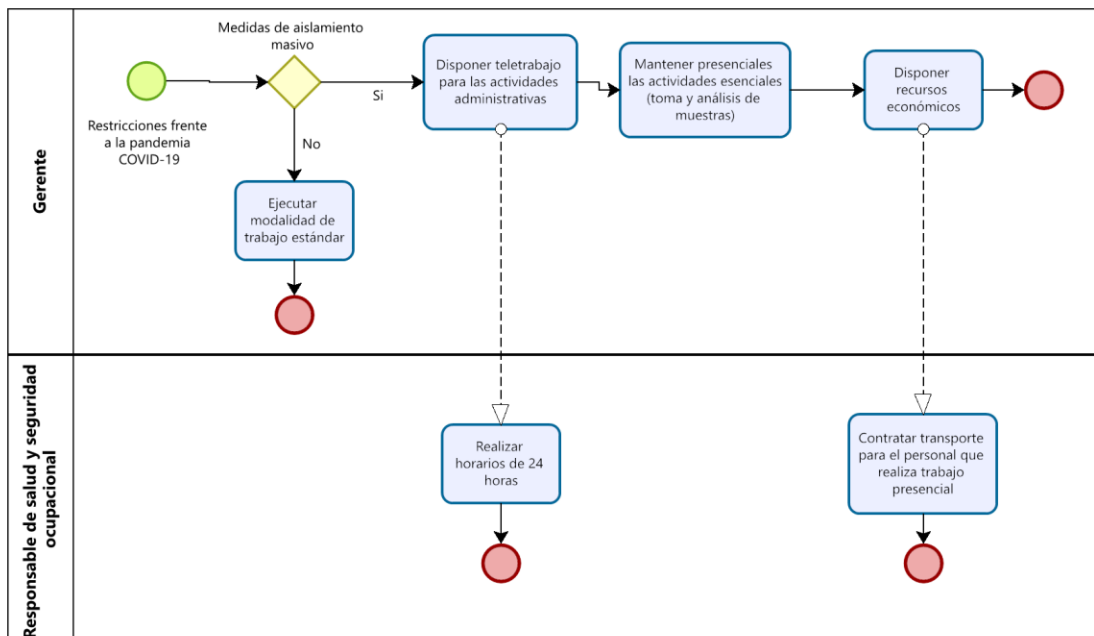 Gerente
Restricciones frente
a la pandemia
COVID-19
Medidas de aislamiento
masivo
Si
No
Ejecutar
modalidad de
trabajo estándar
Disponer teletrabajo
para las actividades
administrativas
Mantener presenciales
las actividades esenciales
(toma y análisis de
muestras)
Disponer
recursos
económicos
Responsable de salud y seguridad
ocupacional
Realizar
horarios de 24
horas
Contratar transporte
para el personal que
realiza trabajo
presencial